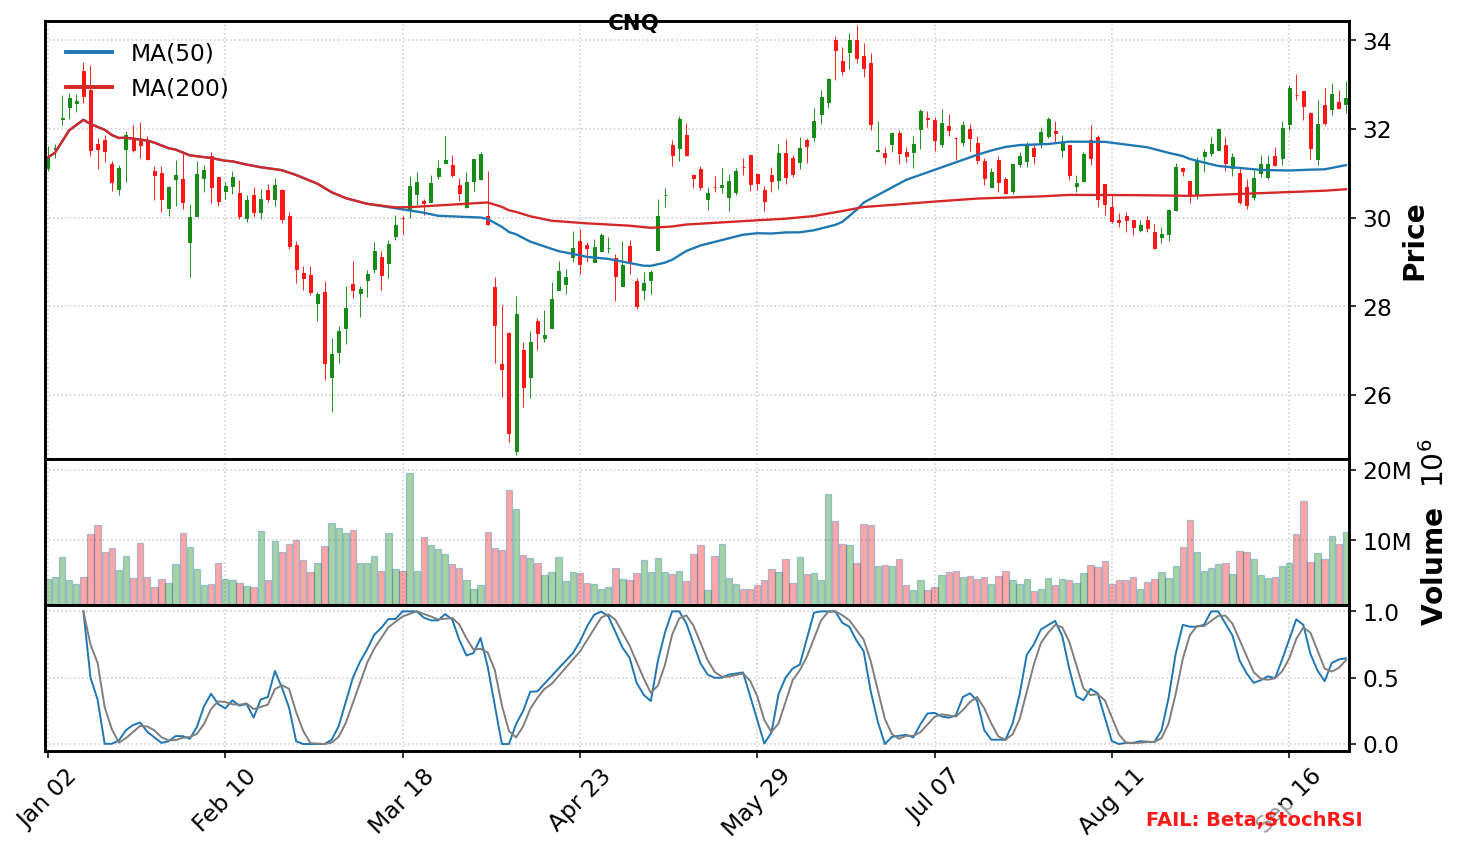 CNQ
MA(50)
MA(200)
34
32
30
28
26
Price
20M
10M
Volume 10⁶
1.0
0.5
0.0
Jan 02
Feb 10
Mar 18
Apr 23
May 29
Jul 07
Aug 11
Sep 16
FAIL: Beta,StochRSI